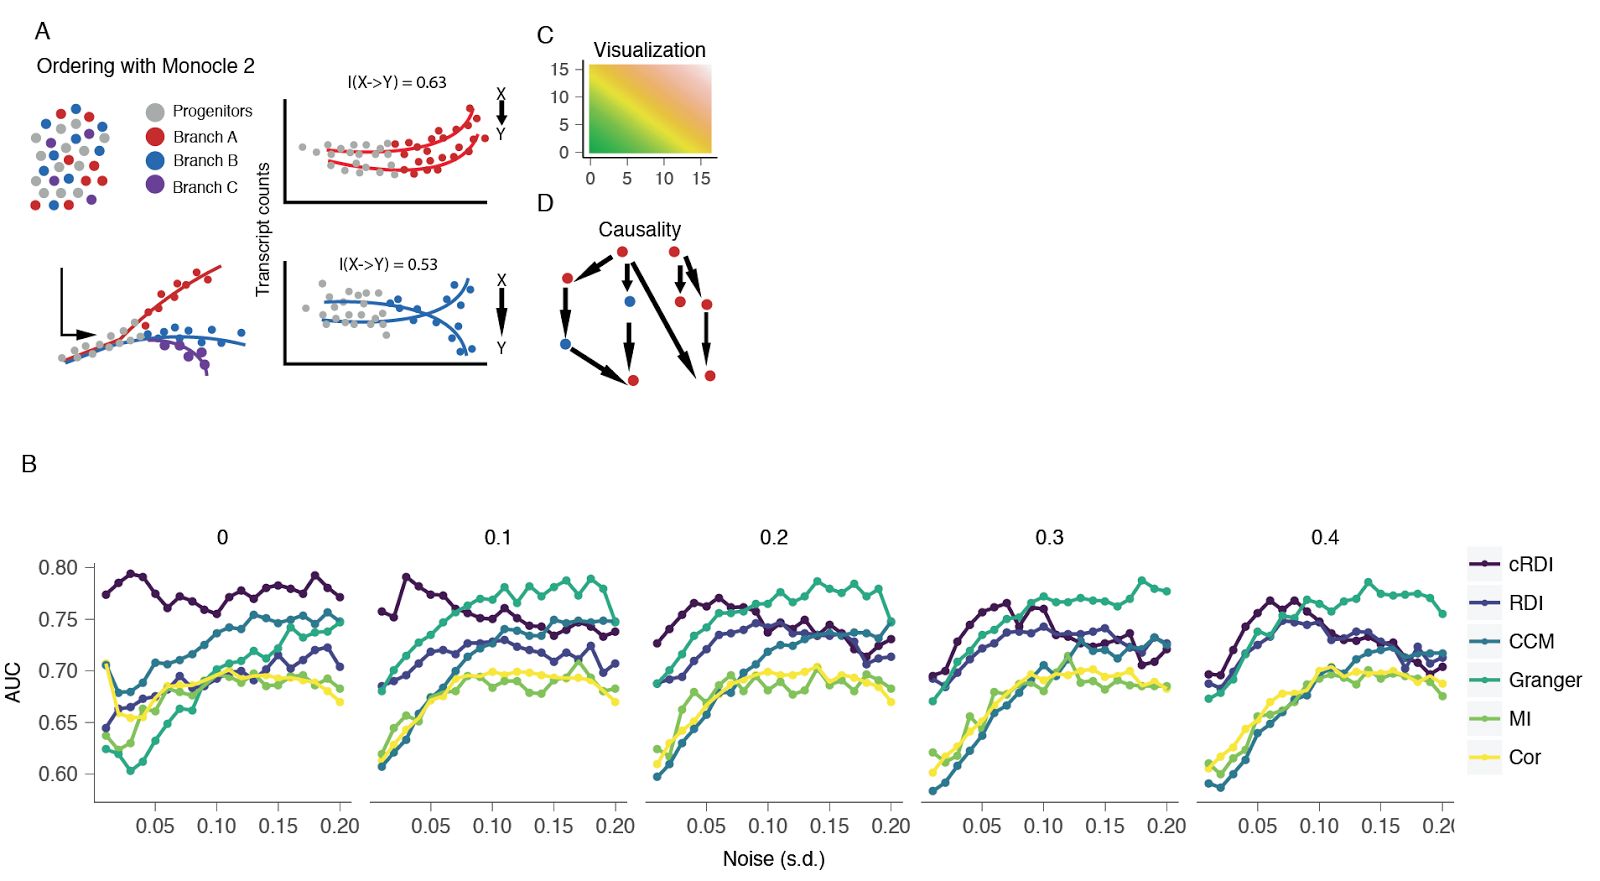 A
Ordering with Monocle 2
Progenitors
Branch A
Branch B
Branch C
Transcript counts
I(X->Y) = 0.63
X
Y
I(X->Y) = 0.53
X
Y
C
Visualization
15
10
5
0
0 5 10 15
D
Causality
B
0 0.1 0.2 0.3 0.4
AUC
0.80
0.75
0.70
0.65
0.60
0.05 0.10 0.15 0.20 0.05 0.10 0.15 0.20 0.05 0.10 0.15 0.20 0.05 0.10 0.15 0.20 0.05 0.10 0.15
Noise (s.d.)
cRDI
RDI
CCM
Granger
MI
Cor